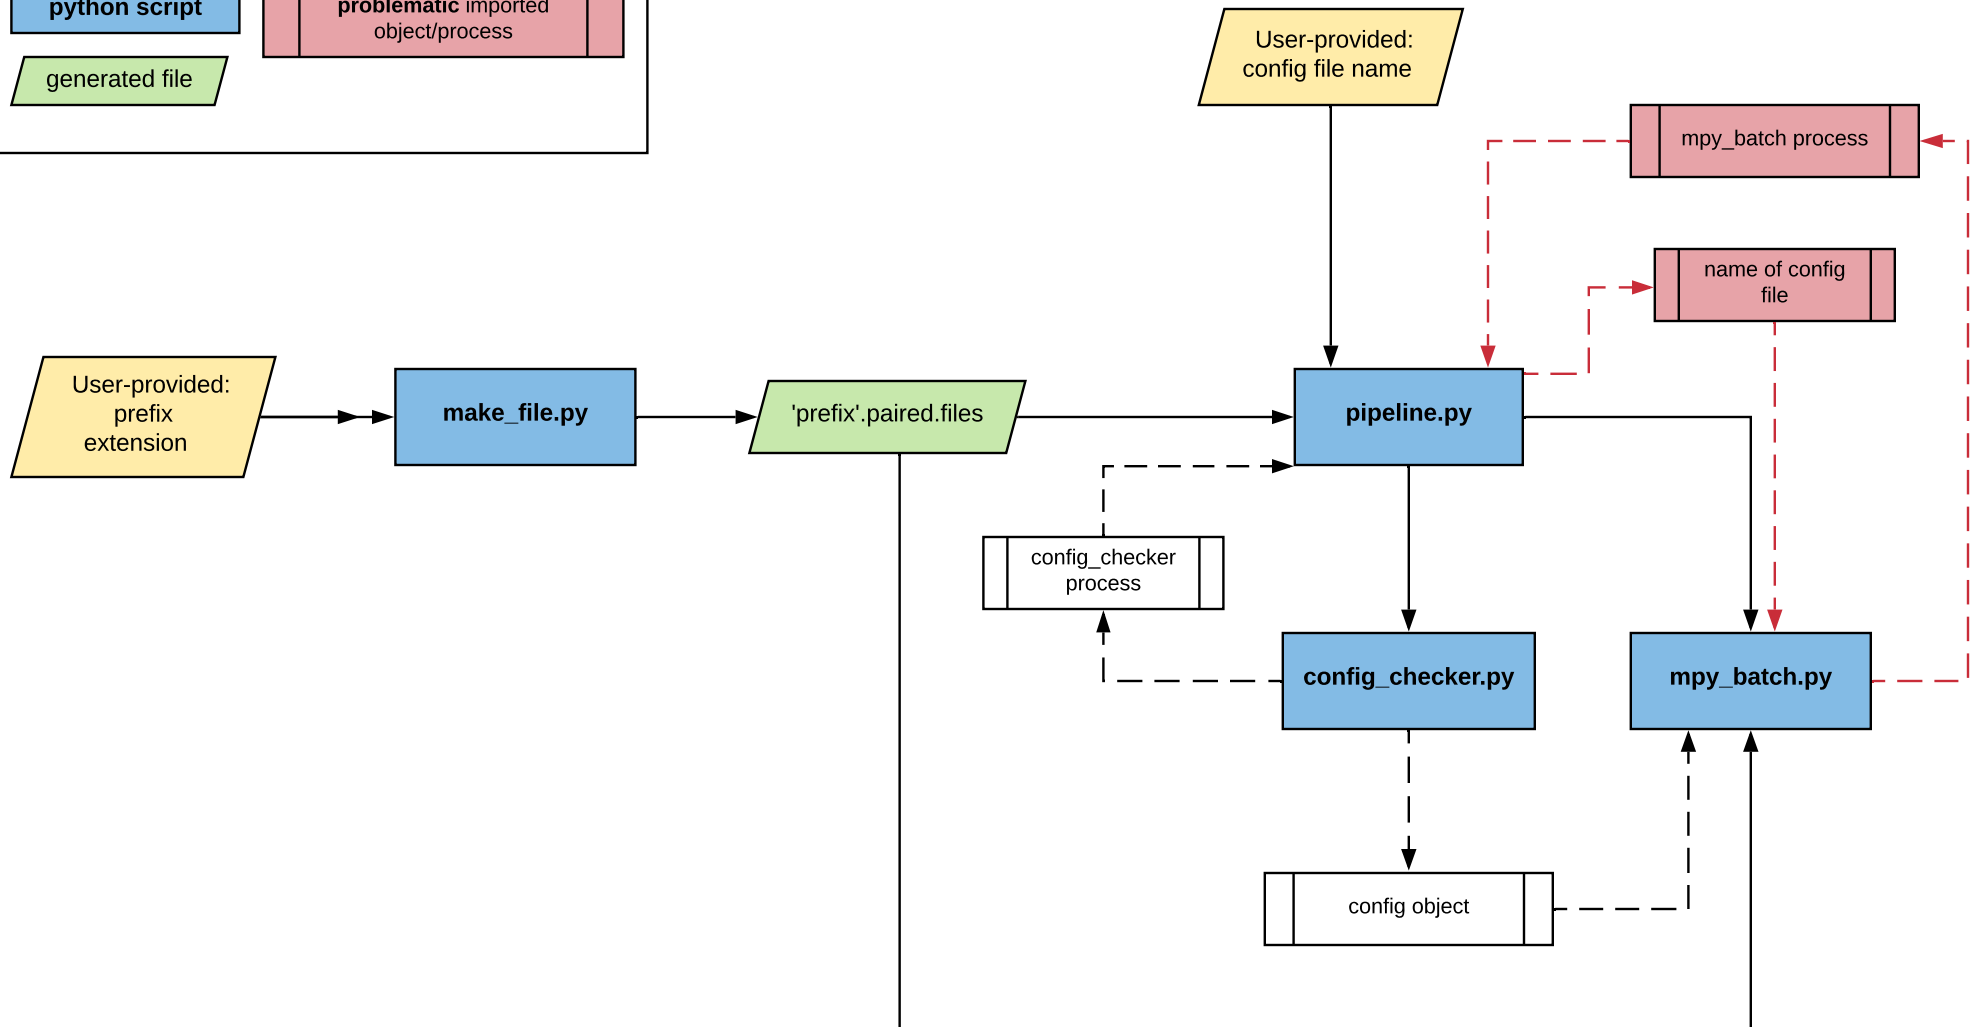 python script
problematic imported
object/process
generated file
User-provided:
config file name
mpy_batch process
name of config
file
User-provided:
prefix
extension
make_file.py
'prefix'.paired.files
pipeline.py
config_checker
process
config_checker.py
mpy_batch.py
config object